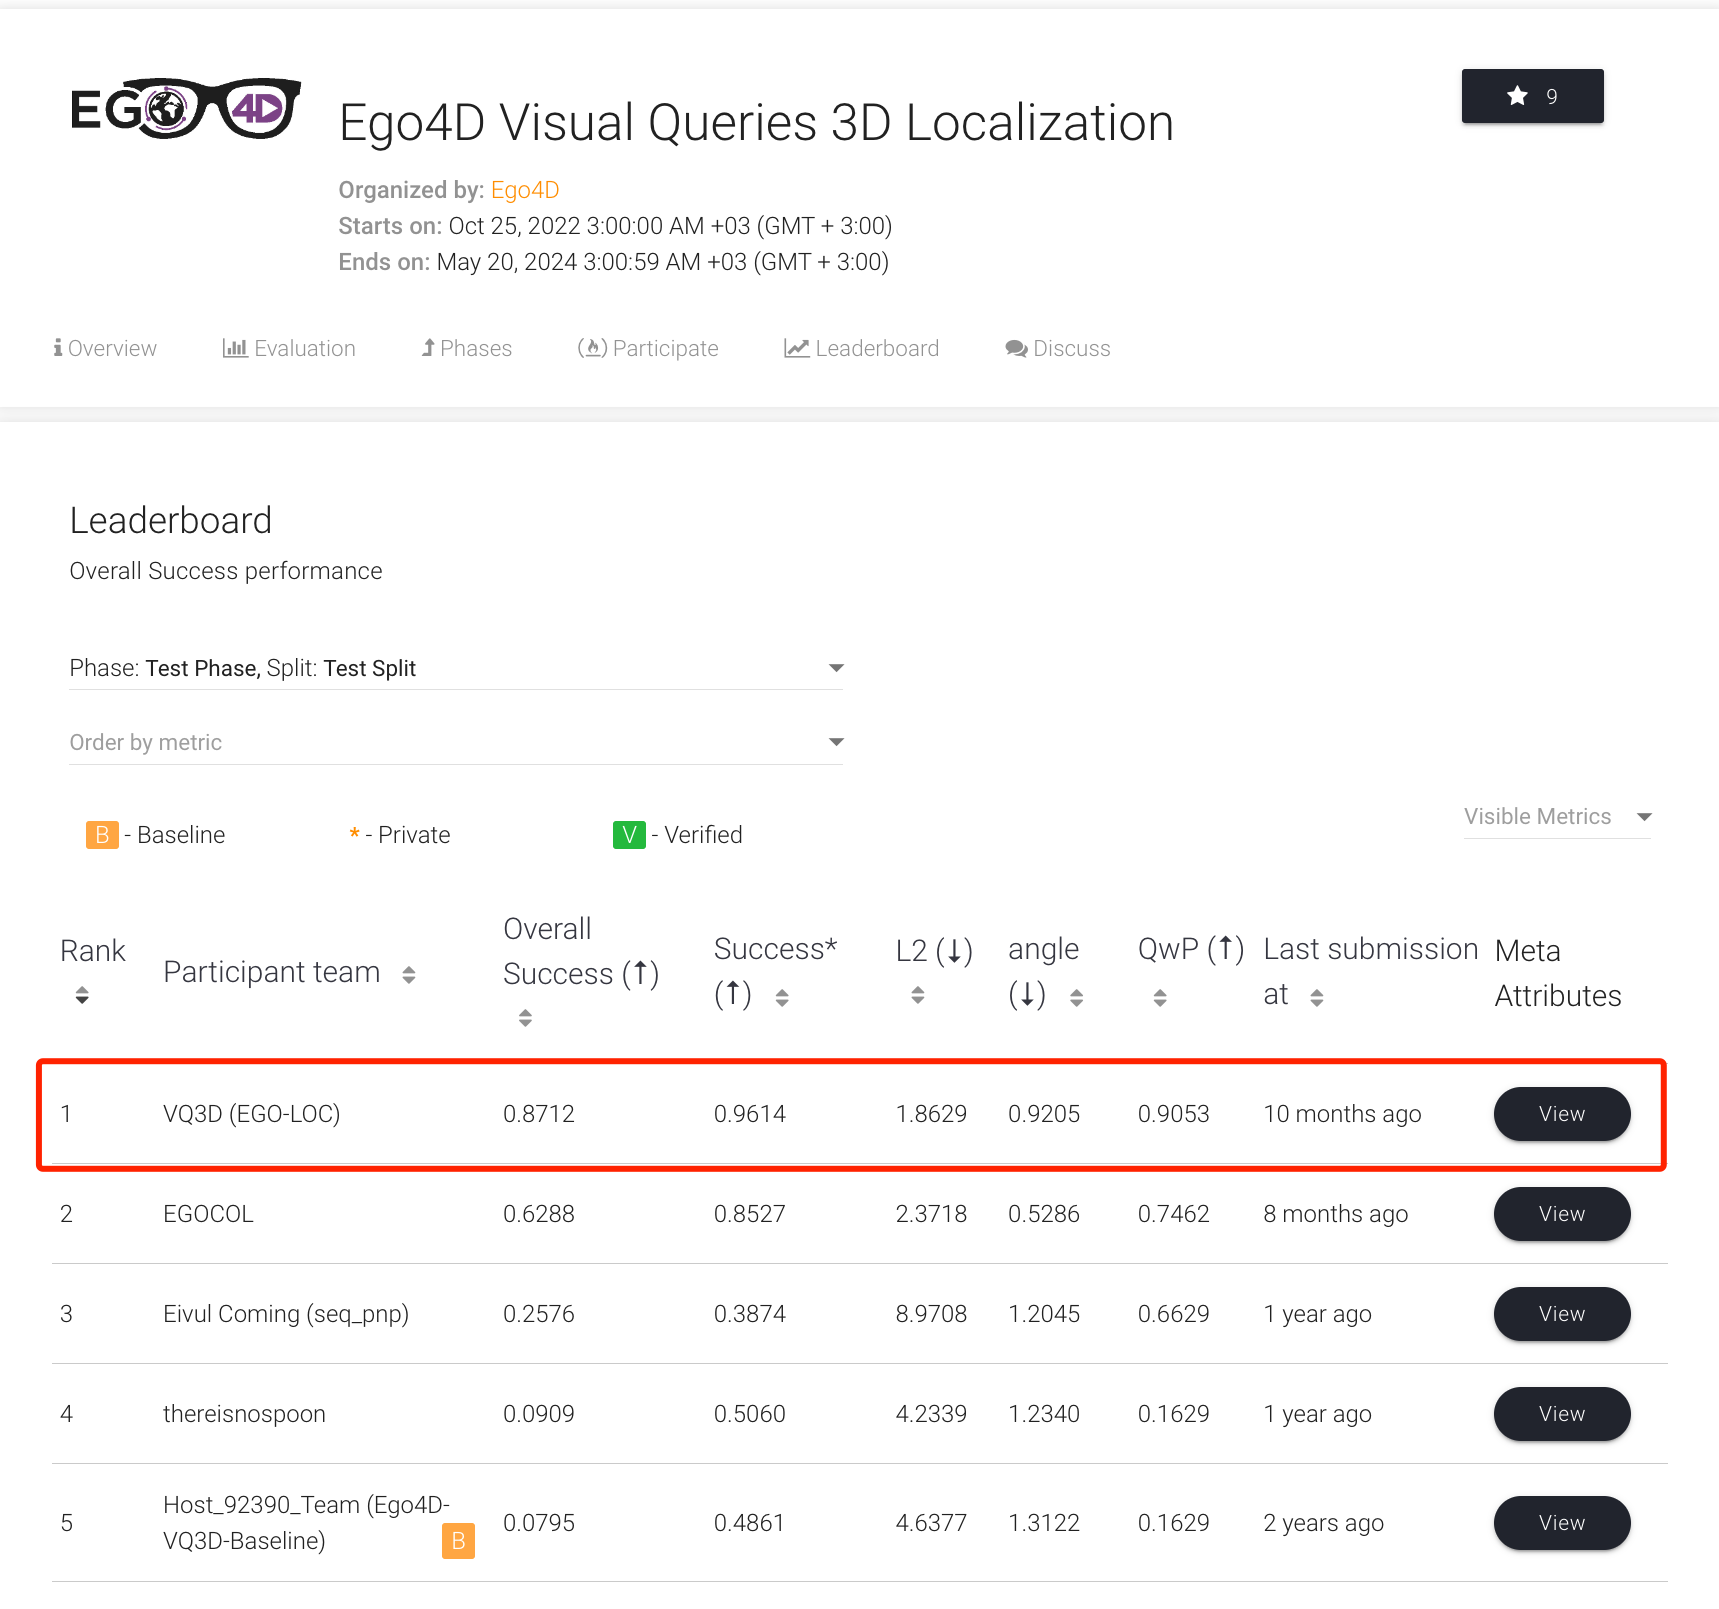 EGO 4D
Ego4D Visual Queries 3D Localization
9
Organized by: Ego4D
Starts on: Oct 25, 2022 3:00:00 AM +03 (GMT + 3:00)
Ends on: May 20, 2024 3:00:59 AM +03 (GMT + 3:00)
Overview Evaluation Phases Participate Leaderboard Discuss
Leaderboard
Overall Success performance
Phase: Test Phase, Split: Test Split
Order by metric
Visible Metrics
B - Baseline * - Private V - Verified
Rank Participant team Overall Success (↑) Success* (↑) L2 (↓) angle (↓) QwP (↑) Last submission at Meta Attributes
1 VQ3D (EGO-LOC) 0.8712 0.9614 1.8629 0.9205 0.9053 10 months ago View
2 EGOCOL 0.6288 0.8527 2.3718 0.5286 0.7462 8 months ago View
3 Eivul Coming (seq_pnp) 0.2576 0.3874 8.9708 1.2045 0.6629 1 year ago View
4 thereisnospoon 0.0909 0.5060 4.2339 1.2340 0.1629 1 year ago View
5 Host_92390_Team (Ego4D-
VQ3D-Baseline) B 0.0795 0.4861 4.6377 1.3122 0.1629 2 years ago View